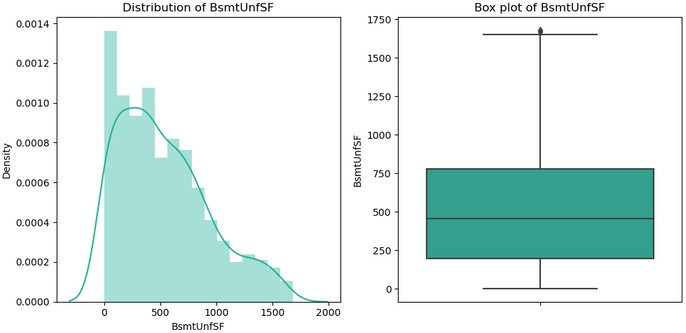 Distribution of BsmtUnfSF
0.0014
0.0012
0.0010
0.0008
0.0006
0.0004
0.0002
0.0000
Density
0 500 1000 1500 2000
BsmtUnfSF
Box plot of BsmtUnfSF
1750
1500
1250
1000
750
500
250
0
BsmtUnfSF